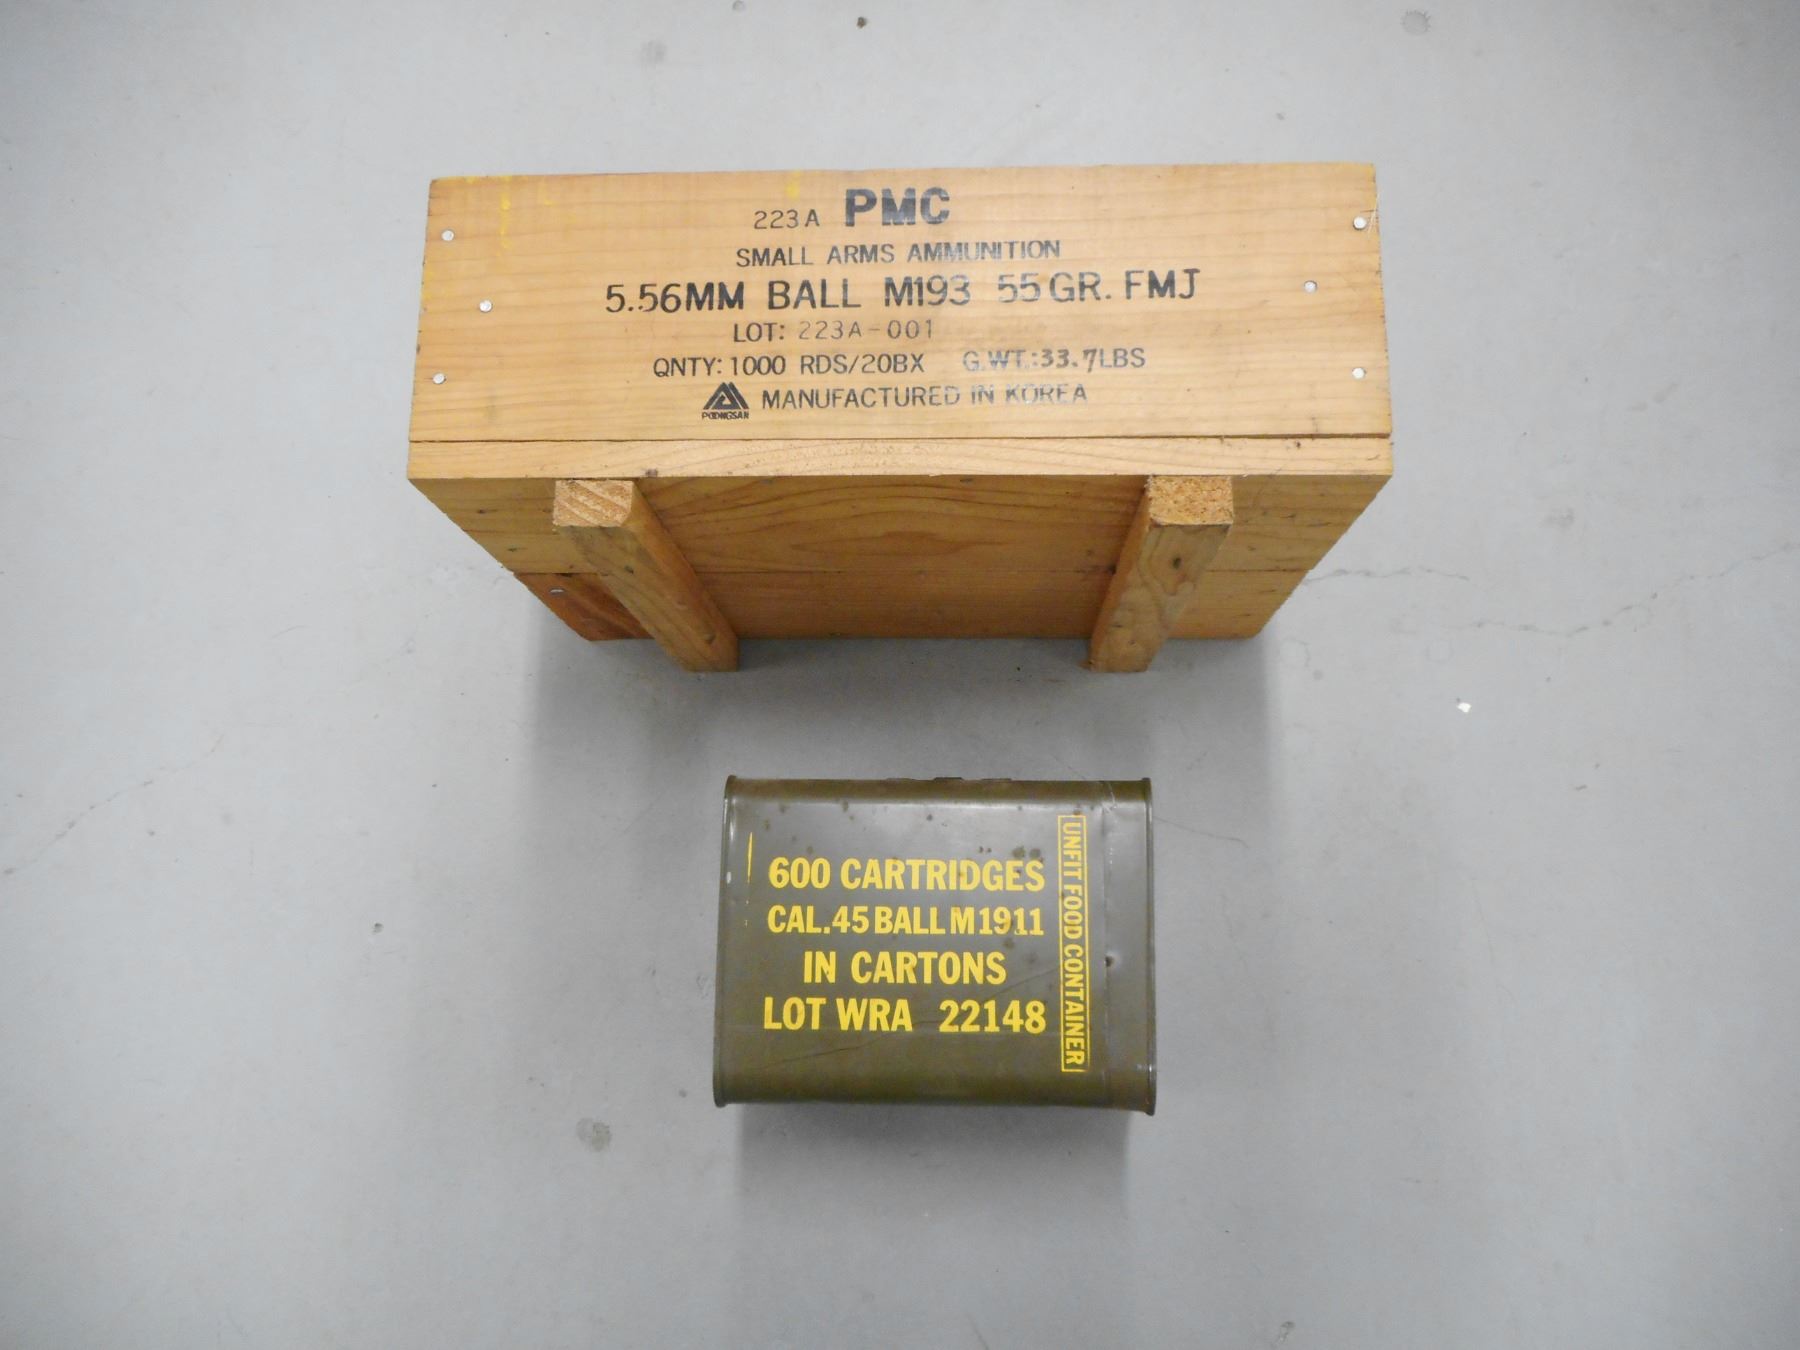 223A PMC
SMALL ARMS AMMUNITION
5.56MM BALL M193 55GR. FMJ
LOT: 223A-001
QNTY: 1000 RDS/20BX G.WT.:33.7LBS
POONGSAN MANUFACTURED IN KOREA
600 CARTRIDGES
CAL .45 BALL M1911
IN CARTONS
LOT WRA 22148
UNFIT FOOD CONTAINER